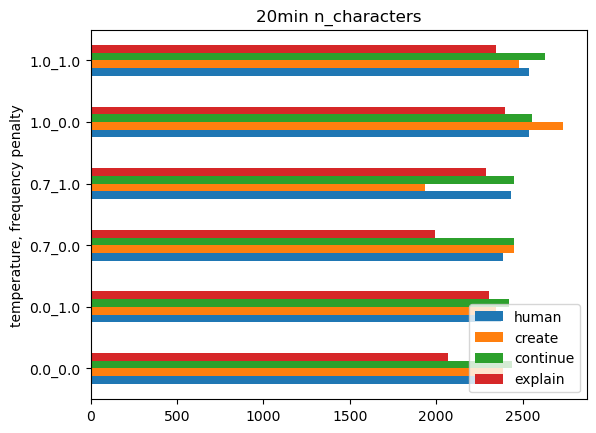 20min n_characters
temperature, frequency penalty
1.0_1.0
1.0_0.0
0.7_1.0
0.7_0.0
0.0_1.0
0.0_0.0
human
create
continue
explain
0 500 1000 1500 2000 2500